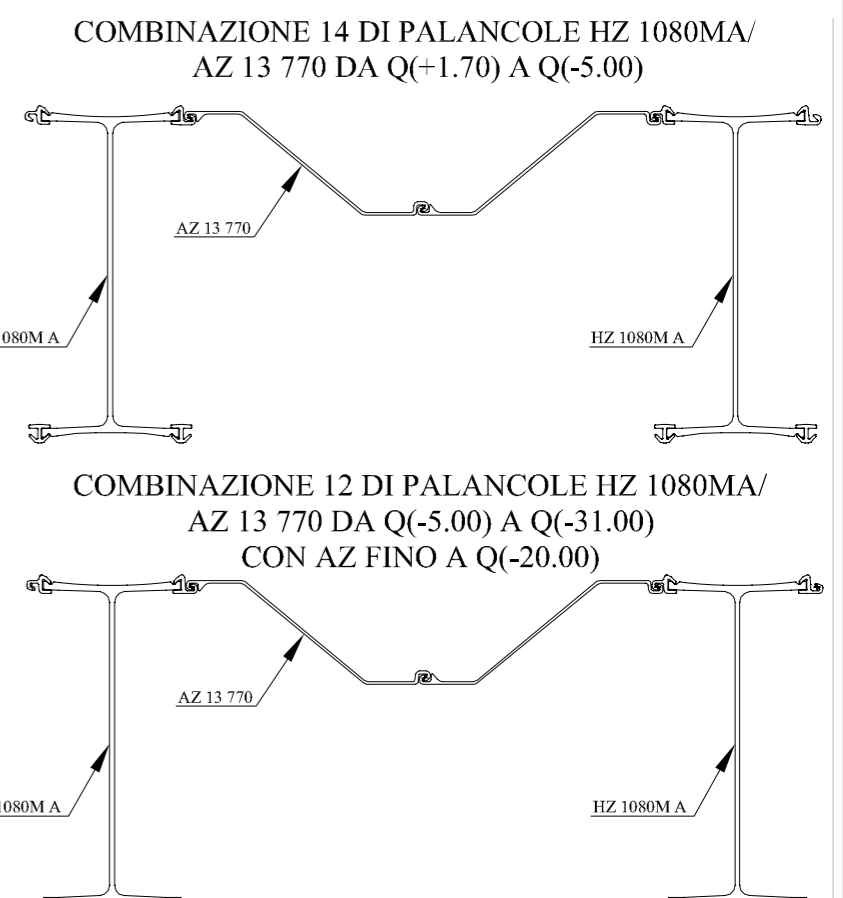 COMBINAZIONE 14 DI PALANCOLE HZ 1080MA/
AZ 13 770 DA Q(+1.70) A Q(-5.00)
AZ 13 770
080M A
HZ 1080M A
COMBINAZIONE 12 DI PALANCOLE HZ 1080MA/
AZ 13 770 DA Q(-5.00) A Q(-31.00)
CON AZ FINO A Q(-20.00)
AZ 13 770
1080M A
HZ 1080M A